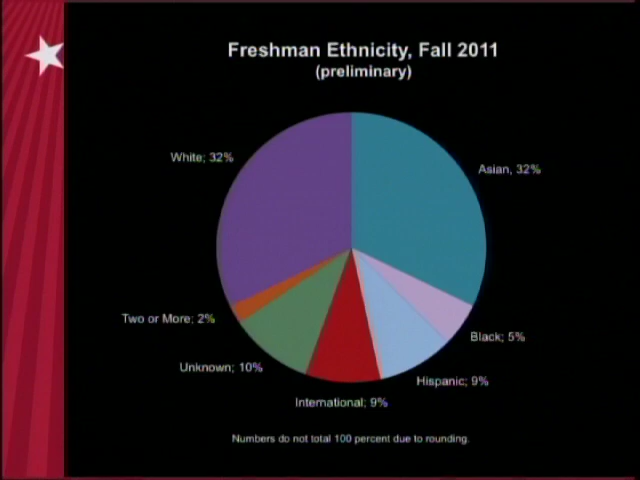 Freshman Ethnicity, Fall 2011
(preliminary)
White; 32%
Asian, 32%
Two or More; 2%
Black; 5%
Unknown; 10%
Hispanic; 9%
International; 9%
Numbers do not total 100 percent due to rounding.